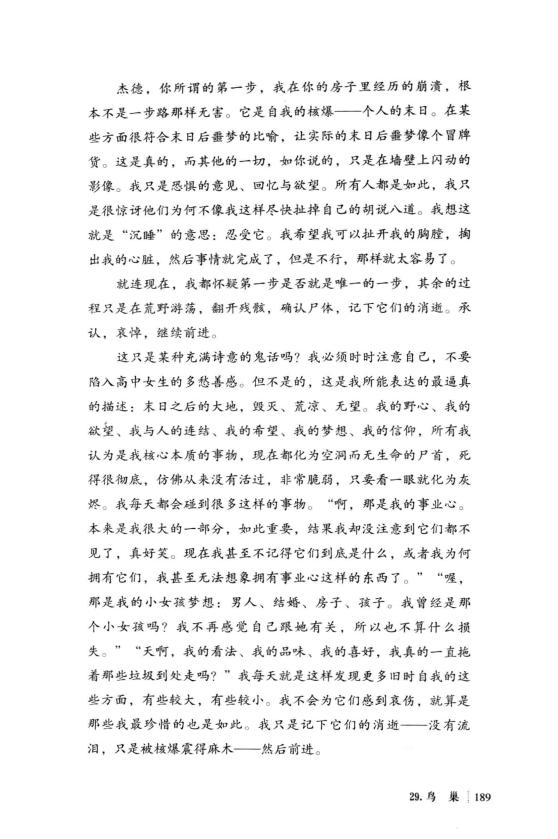 杰德，你所谓的第一步，我在你的房子里经历的崩溃，根
本不是一步路那样无害。它是自我的核爆——个人的末日。在某
些方面很符合末日后噩梦的比喻，让实际的末日后噩梦像个冒牌
货。这是真的，而其他的一切，如你说的，只是在墙壁上闪动的
影像。我只是恐惧的意见、回忆与欲望。所有人都是如此，我只
是很惊讶他们为何不像我这样尽快扯掉自己的胡说八道。我想这
就是“沉睡”的意思：忍受它。我希望我可以扯开我的胸膛，掏
出我的心脏，然后事情就完成了，但是不行，那样就太容易了。
就连现在，我都怀疑第一步是否就是唯一的一步，其余的过
程只是在荒野游荡，翻开残骸，确认尸体，记下它们的消逝。承
认，哀悼，继续前进。
这只是某种充满诗意的鬼话吗？我必须时时注意自己，不要
陷入高中女生的多愁善感。但不是的，这是我所能表达的最逼真
的描述：末日之后的大地，毁灭、荒凉、无望。我的野心、我的
欲望、我与人的连结、我的希望、我的梦想、我的信仰，所有我
认为是我核心本质的事物，现在都化为空洞而无生命的尸首，死
得很彻底，仿佛从来没有活过，非常脆弱，只要看一眼就化为灰
烬。我每天都会碰到很多这样的事物。“啊，那是我的事业心。
本来是我很大的一部分，如此重要，结果我却没注意到它们都不
见了，真好笑。现在我甚至不记得它们到底是什么，或者我为何
拥有它们，我甚至无法想象拥有事业心这样的东西了。”“喔，
那是我的小女孩梦想：男人、结婚、房子、孩子。我曾经是那
个小女孩吗？我不再感觉自己跟她有关，所以也不算什么损
失。”“天啊，我的看法、我的品味、我的喜好，我真的一直拖
着那些垃圾到处走吗？”我每天就是这样发现更多旧时自我的这
些方面，有些较大，有些较小。我不会为它们感到哀伤，就算是
那些我最珍惜的也是如此。我只是记下它们的消逝——没有流
泪，只是被核爆震得麻木——然后前进。
29. 鸟 巢 189